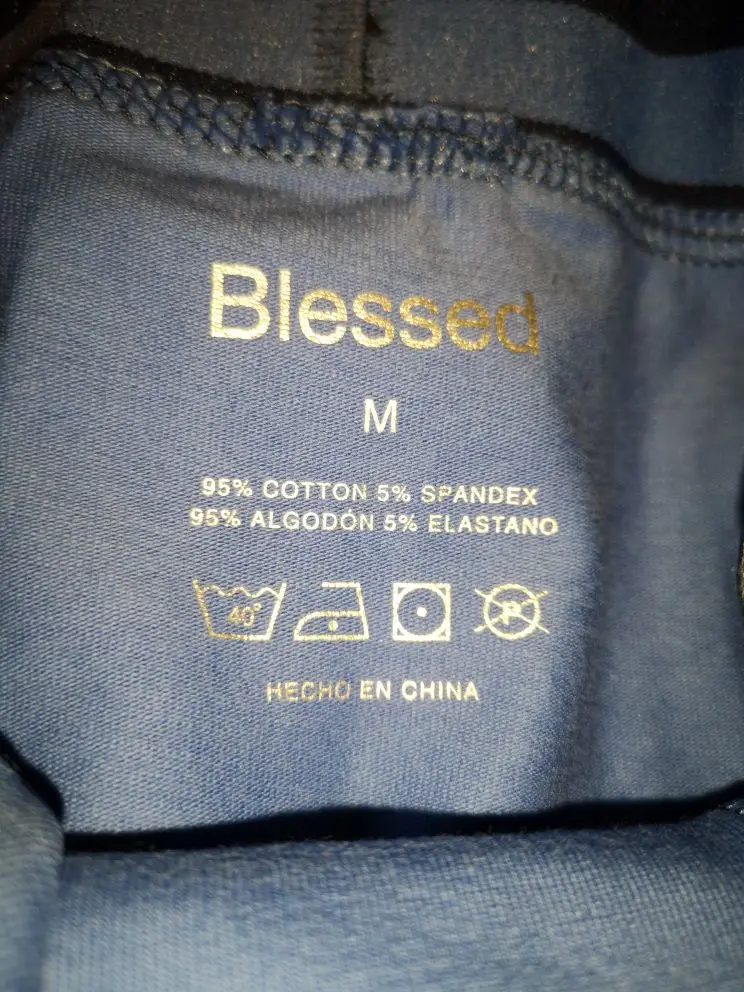 Blessed
M
95% COTTON 5% SPANDEX
95% ALGODÓN 5% ELASTANO
40° P
HECHO EN CHINA